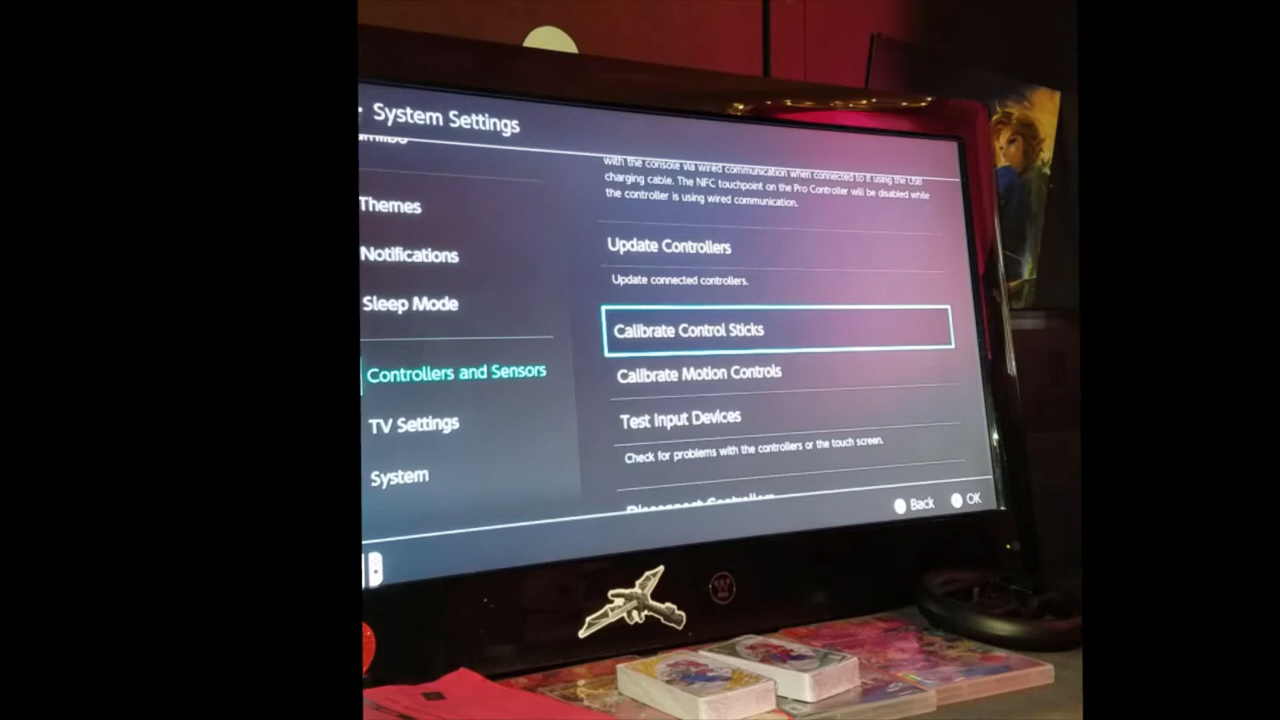 System Settings
amiibo
Themes
Notifications
Sleep Mode
Controllers and Sensors
TV Settings
System
with the console via wired communication when connected to it using the USB
charging cable. The NFC touchpoint on the Pro Controller will be disabled while
the controller is using wired communication.
Update Controllers
Update connected controllers.
Calibrate Control Sticks
Calibrate Motion Controls
Test Input Devices
Check for problems with the controllers or the touch screen.
Disconnect Controllers
Back
OK